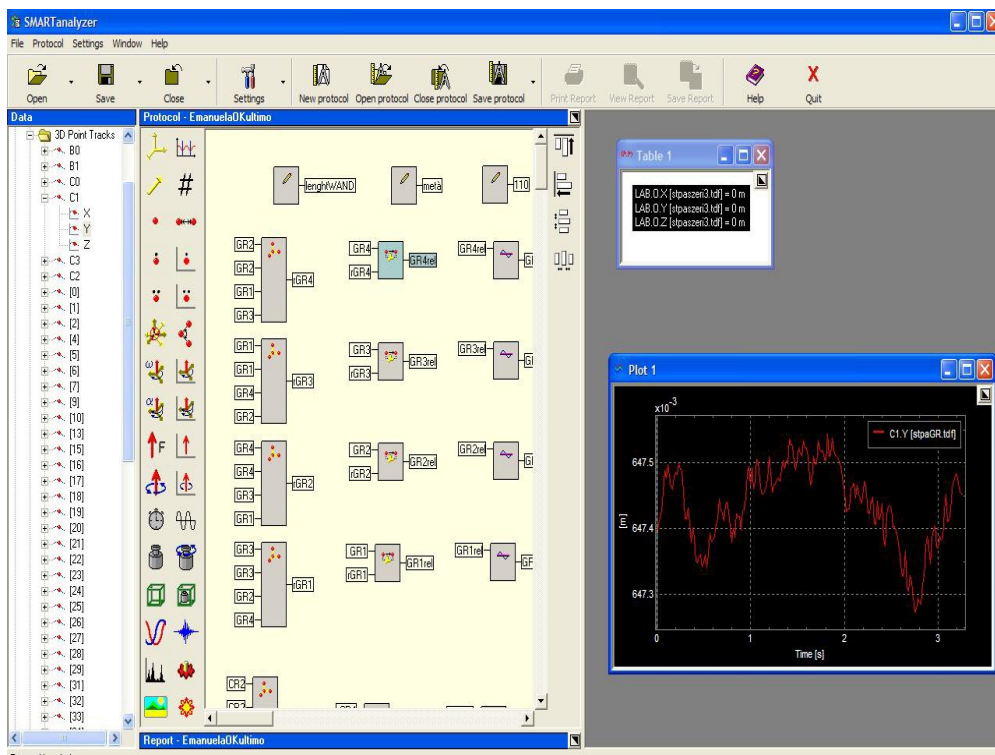 SMARTanalyzer
File Protocol Settings Window Help
Open Save Close Settings New protocol Open protocol Close protocol Save protocol Print Report View Report Save Report Help Quit
Data
3D Point Tracks
B0
B1
C0
C1
X
Y
Z
C3
C2
[0]
[1]
[2]
[4]
[5]
[6]
[7]
[9]
[10]
[13]
[15]
[16]
[17]
[18]
[19]
[20]
[21]
[22]
[23]
[24]
[25]
[26]
[27]
[28]
[29]
[31]
[32]
[33]
Protocol - EmanuelaOKultimo
lenghtWAND
metà
110
GR2
GR2
GR1
GR3
rGR4
GR4
rGR4
GR4rel
GR4rel
GR1
GR1
GR4
GR2
rGR3
GR3
rGR3
GR3rel
GR3rel
GR4
GR4
GR3
GR1
rGR2
GR2
rGR2
GR2rel
GR2rel
GR3
GR3
GR2
GR4
rGR1
GR1
rGR1
GR1rel
GR1rel
CR2
Report - EmanuelaOKultimo
Table 1
LAB.O.X [stpaszeri3.tdf] = 0 m
LAB.O.Y [stpaszeri3.tdf] = 0 m
LAB.O.Z [stpaszeri3.tdf] = 0 m
Plot 1
x10⁻³
C1.Y [stpaGR.tdf]
647.5
647.4
647.3
[m]
0 1 2 3
Time [s]